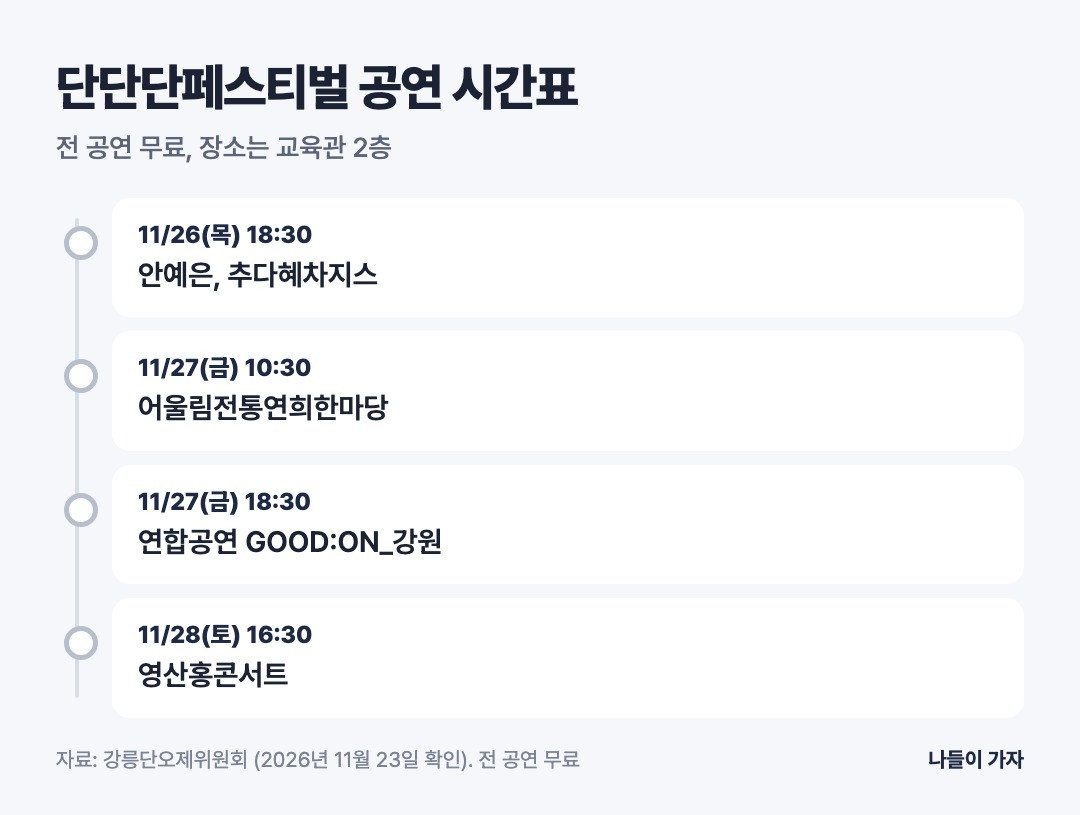 단단단페스티벌 공연 시간표
전 공연 무료, 장소는 교육관 2층
11/26(목) 18:30
안예은, 추다혜차지스
11/27(금) 10:30
어울림전통연희한마당
11/27(금) 18:30
연합공연 GOOD:ON_강원
11/28(토) 16:30
영산홍콘서트
자료: 강릉단오제위원회 (2026년 11월 23일 확인). 전 공연 무료
나들이 가자